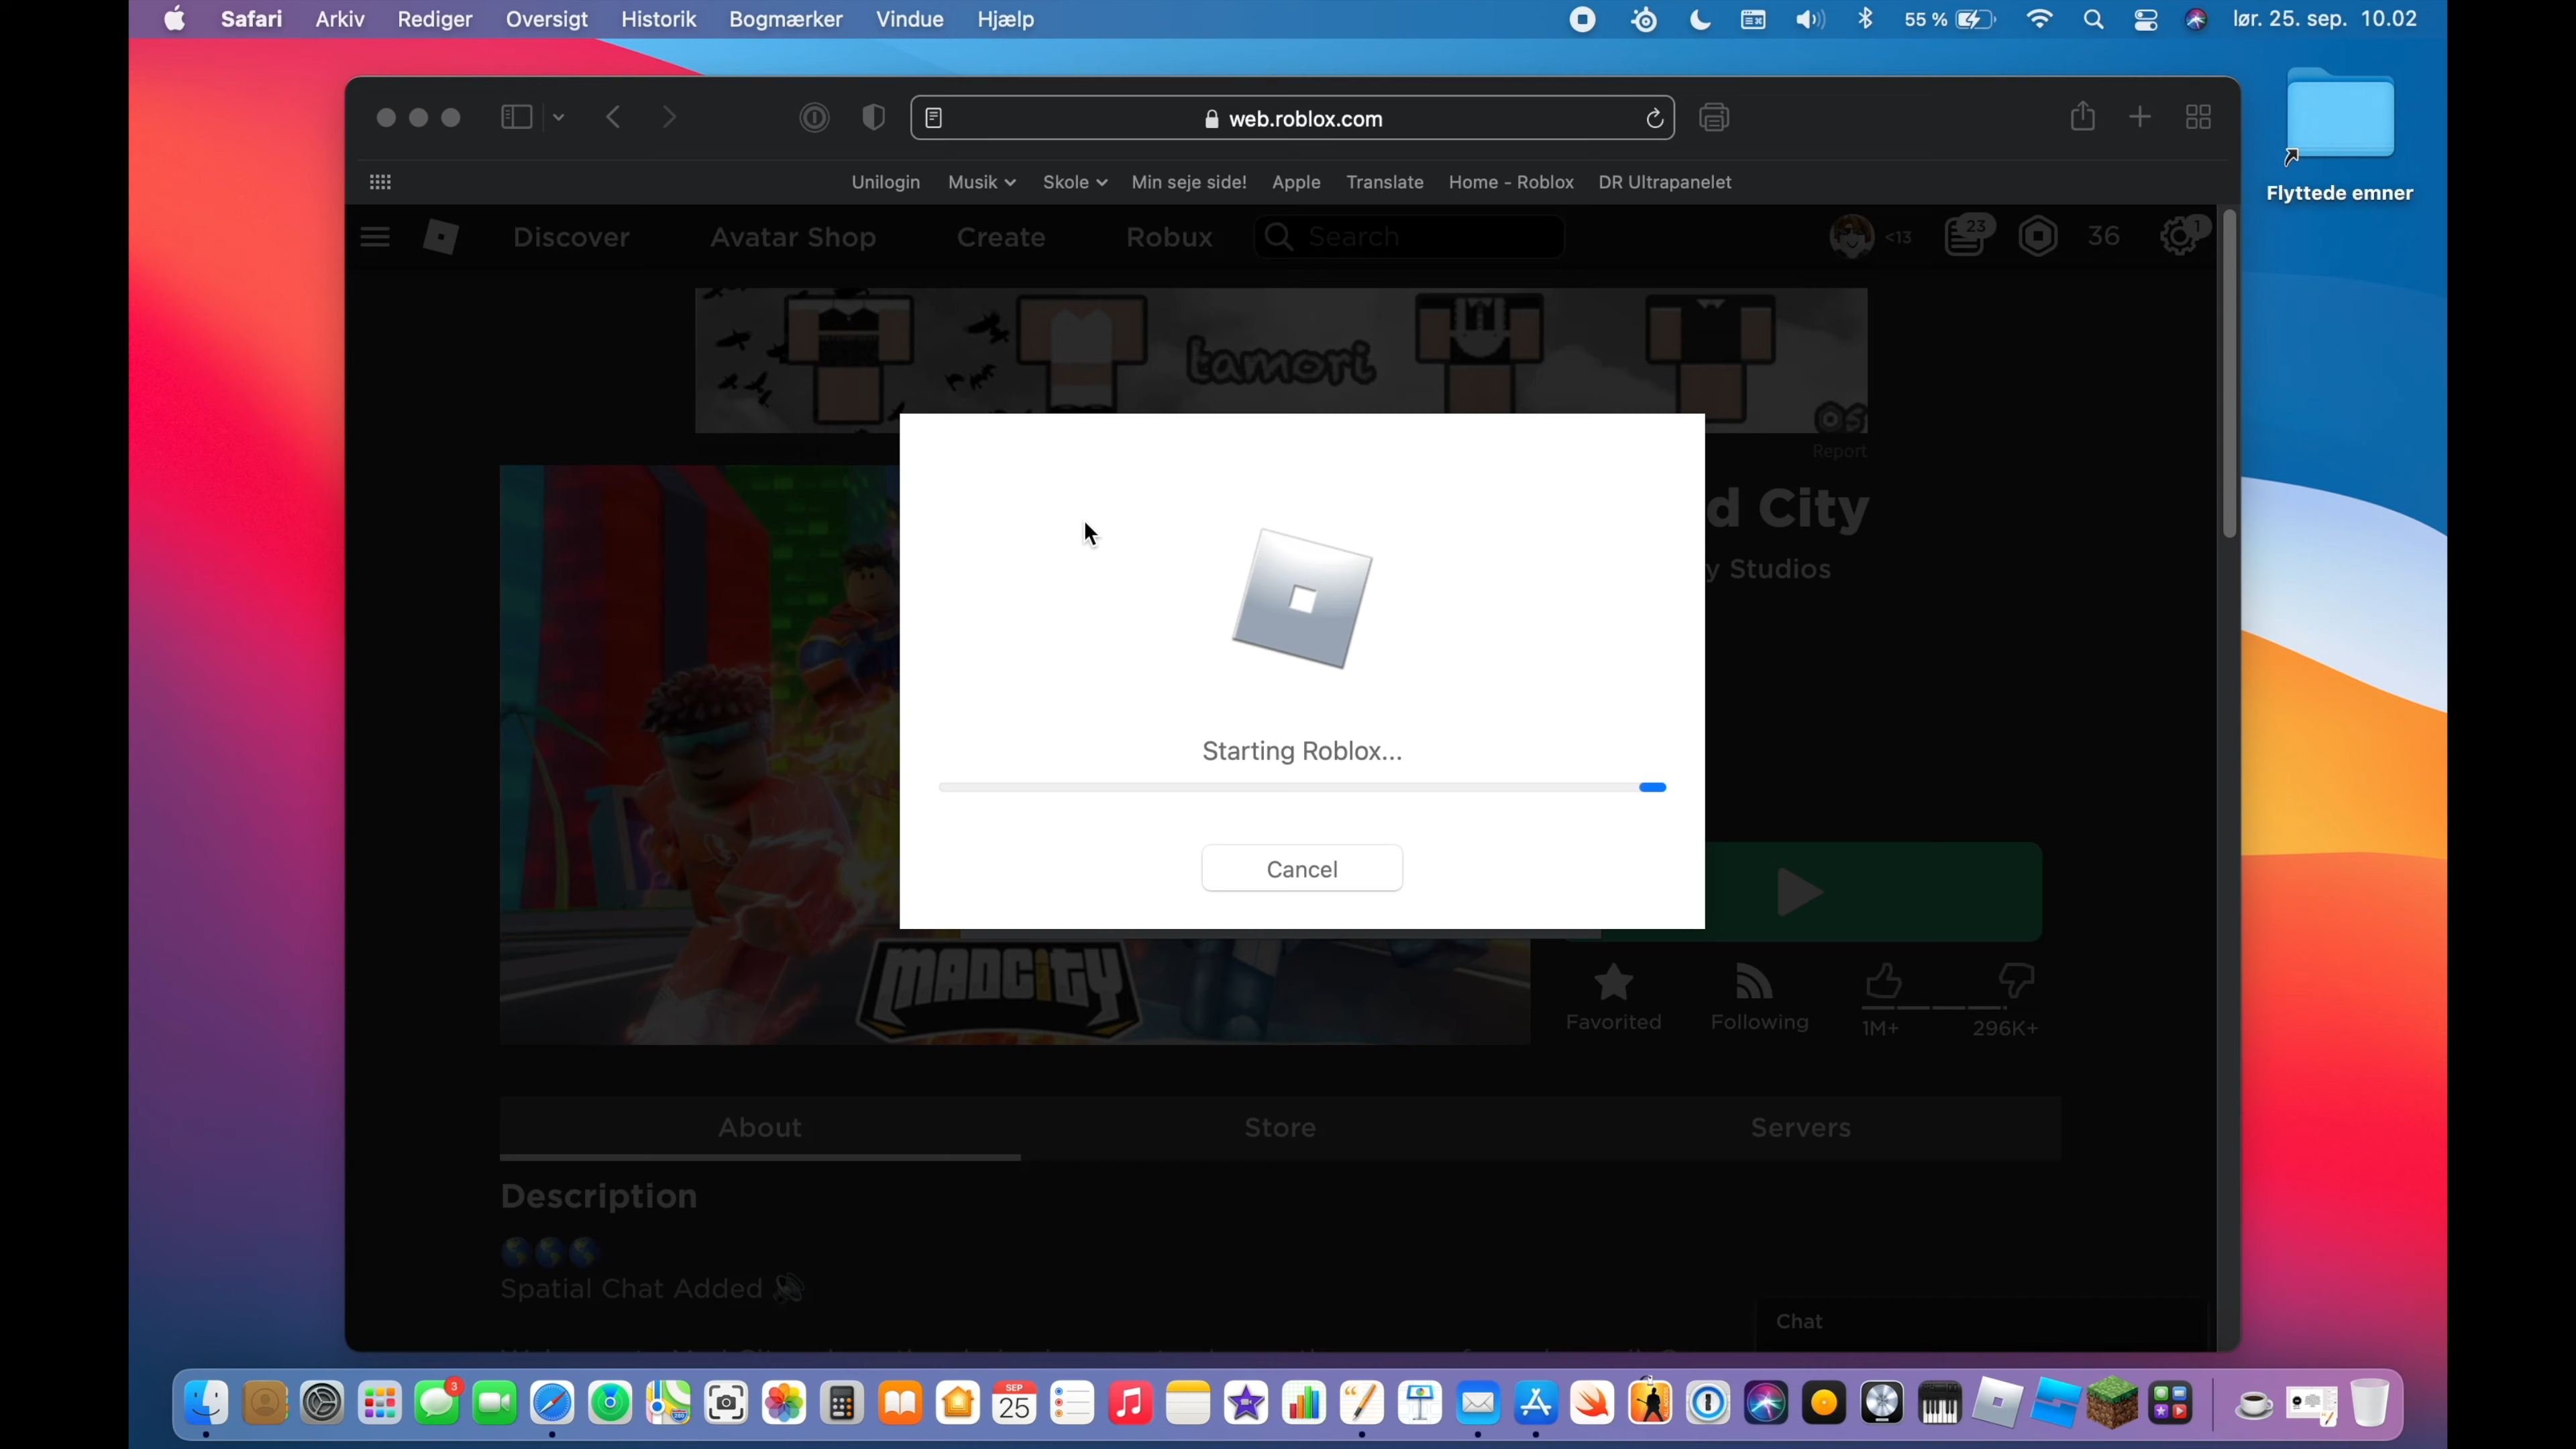 Safari Arkiv Rediger Oversigt Historik Bogmærker Vindue Hjælp 55 % lør. 25. sep. 10.02
web.roblox.com
Flyttede emner
Unilogin Musik Skole Min seje side! Apple Translate Home - Roblox DR Ultrapanelet
Discover Avatar Shop Create Robux Search <13 23 36 1
tamori
Report
d City
y Studios
Starting Roblox...
Cancel
MADCITY
Favorited Following 1M+ 296K+
About Store Servers
Description
Spatial Chat Added
Chat
3
SEP
25